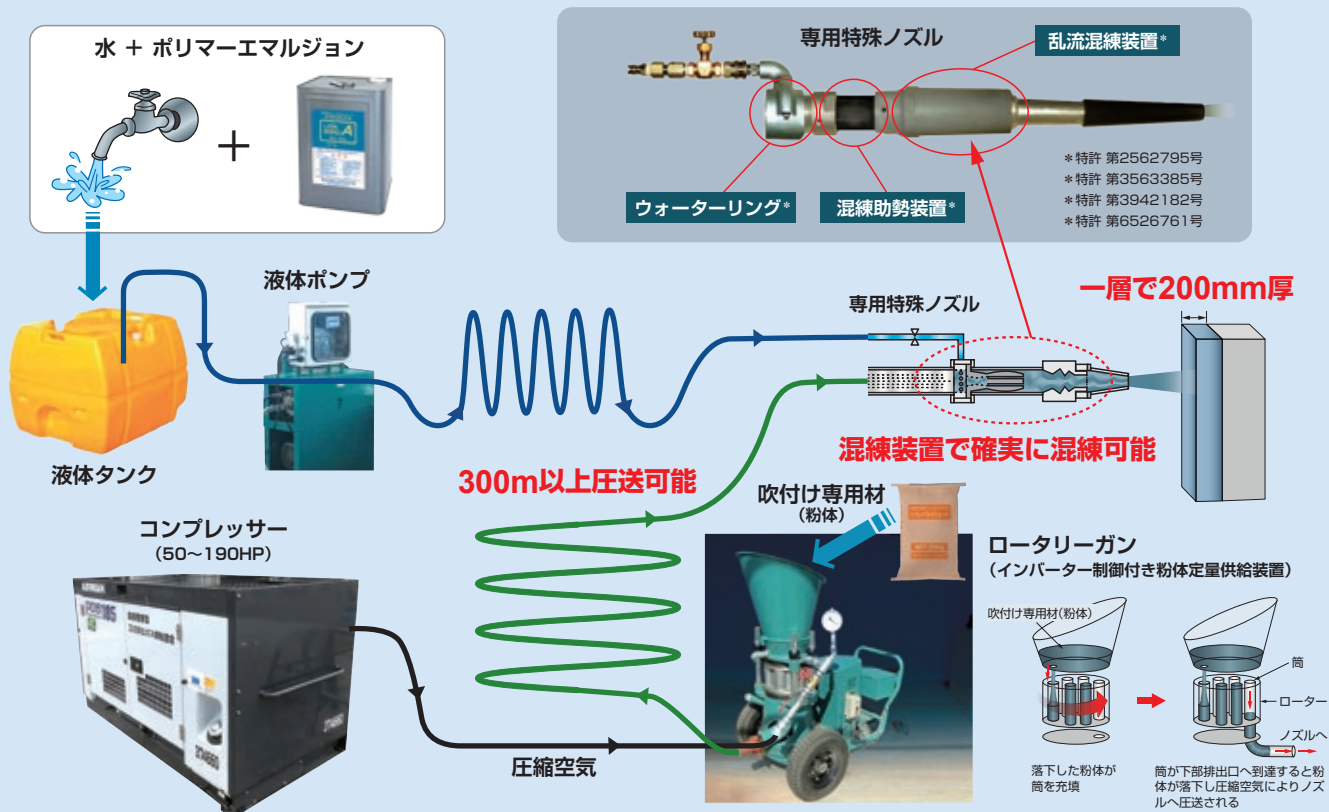 水 + ポリマーエマルジョン
専用特殊ノズル
乱流混練装置*
ウォーターリング*
混練助勢装置*
*特許 第2562795号
*特許 第3563385号
*特許 第3942182号
*特許 第6526761号
液体ポンプ
液体タンク
専用特殊ノズル
一層で200mm厚
混練装置で確実に混練可能
300m以上圧送可能
吹付け専用材
(粉体)
コンプレッサー
(50〜190HP)
圧縮空気
ロータリーガン
(インバーター制御付き粉体定量供給装置)
吹付け専用材(粉体)
筒
ローター
ノズルへ
落下した粉体が
筒を充填
筒が下部排出口へ到達すると粉
体が落下し圧縮空気によりノズ
ルへ圧送される